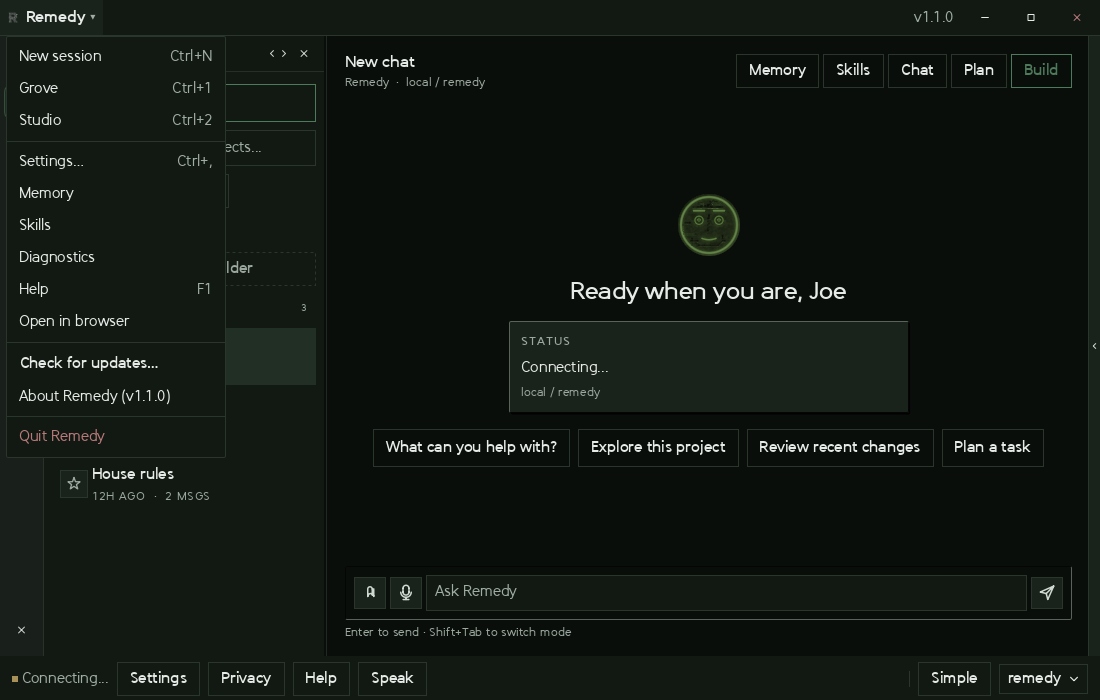 Remedy
v1.1.0
New session Ctrl+N
Grove Ctrl+1
Studio Ctrl+2
Settings... Ctrl+,
Memory
Skills
Diagnostics
Help F1
Open in browser
Check for updates...
About Remedy (v1.1.0)
Quit Remedy
ects...
lder
3
House rules
12H AGO · 2 MSGS
New chat
Remedy · local / remedy
Memory Skills Chat Plan Build
Ready when you are, Joe
STATUS
Connecting...
local / remedy
What can you help with? Explore this project Review recent changes Plan a task
Ask Remedy
Enter to send · Shift+Tab to switch mode
Connecting... Settings Privacy Help Speak Simple remedy